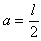 a = l/2